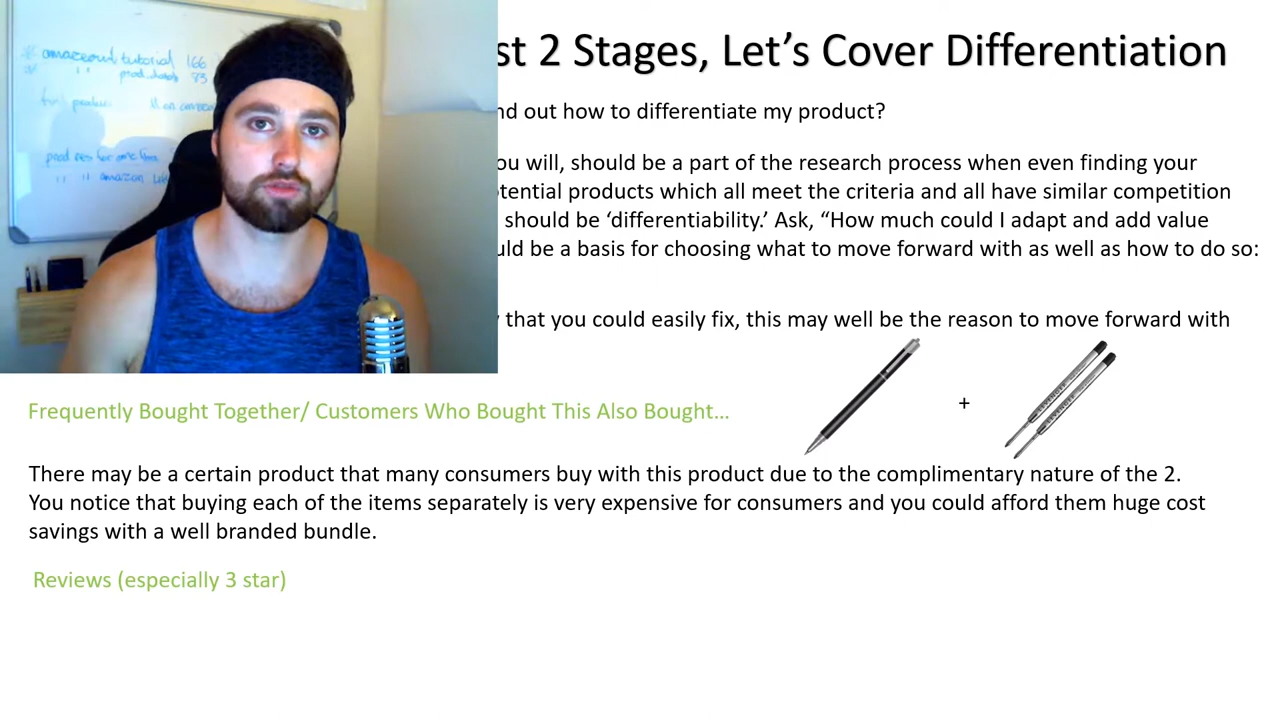 st 2 Stages, Let's Cover Differentiation
nd out how to differentiate my product?
ou will, should be a part of the research process when even finding your
tential products which all meet the criteria and all have similar competition
should be 'differentiability.' Ask, "How much could I adapt and add value
uld be a basis for choosing what to move forward with as well as how to do so:
that you could easily fix, this may well be the reason to move forward with
amazeowl tutorial 166
prod. 83
Frequently Bought Together/ Customers Who Bought This Also Bought...
+
There may be a certain product that many consumers buy with this product due to the complimentary nature of the 2.
You notice that buying each of the items separately is very expensive for consumers and you could afford them huge cost
savings with a well branded bundle.
Reviews (especially 3 star)